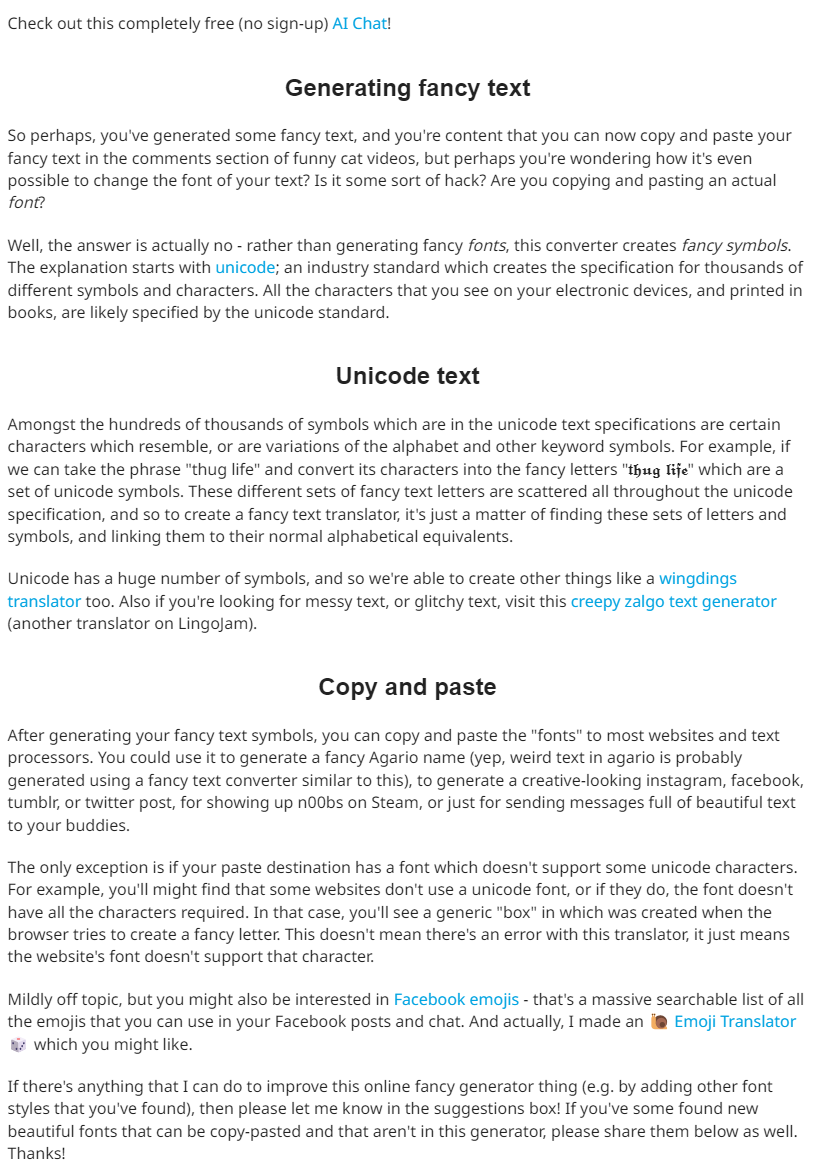 Check out this completely free (no sign-up) AI Chat!
Generating fancy text
So perhaps, you've generated some fancy text, and you're content that you can now copy and paste your
fancy text in the comments section of funny cat videos, but perhaps you're wondering how it's even
possible to change the font of your text? Is it some sort of hack? Are you copying and pasting an actual
font?
Well, the answer is actually no - rather than generating fancy fonts, this converter creates fancy symbols.
The explanation starts with unicode; an industry standard which creates the specification for thousands of
different symbols and characters. All the characters that you see on your electronic devices, and printed in
books, are likely specified by the unicode standard.
Unicode text
Amongst the hundreds of thousands of symbols which are in the unicode text specifications are certain
characters which resemble, or are variations of the alphabet and other keyword symbols. For example, if
we can take the phrase "thug life" and convert its characters into the fancy letters "𝖙𝖍𝖚𝖌 𝖑𝖎𝖋𝖊" which are a
set of unicode symbols. These different sets of fancy text letters are scattered all throughout the unicode
specification, and so to create a fancy text translator, it's just a matter of finding these sets of letters and
symbols, and linking them to their normal alphabetical equivalents.
Unicode has a huge number of symbols, and so we're able to create other things like a wingdings
translator too. Also if you're looking for messy text, or glitchy text, visit this creepy zalgo text generator
(another translator on LingoJam).
Copy and paste
After generating your fancy text symbols, you can copy and paste the "fonts" to most websites and text
processors. You could use it to generate a fancy Agario name (yep, weird text in agario is probably
generated using a fancy text converter similar to this), to generate a creative-looking instagram, facebook,
tumblr, or twitter post, for showing up n00bs on Steam, or just for sending messages full of beautiful text
to your buddies.
The only exception is if your paste destination has a font which doesn't support some unicode characters.
For example, you'll might find that some websites don't use a unicode font, or if they do, the font doesn't
have all the characters required. In that case, you'll see a generic "box" in which was created when the
browser tries to create a fancy letter. This doesn't mean there's an error with this translator, it just means
the website's font doesn't support that character.
Mildly off topic, but you might also be interested in Facebook emojis - that's a massive searchable list of all
the emojis that you can use in your Facebook posts and chat. And actually, I made an 🐌 Emoji Translator
🎲 which you might like.
If there's anything that I can do to improve this online fancy generator thing (e.g. by adding other font
styles that you've found), then please let me know in the suggestions box! If you've some found new
beautiful fonts that can be copy-pasted and that aren't in this generator, please share them below as well.
Thanks!